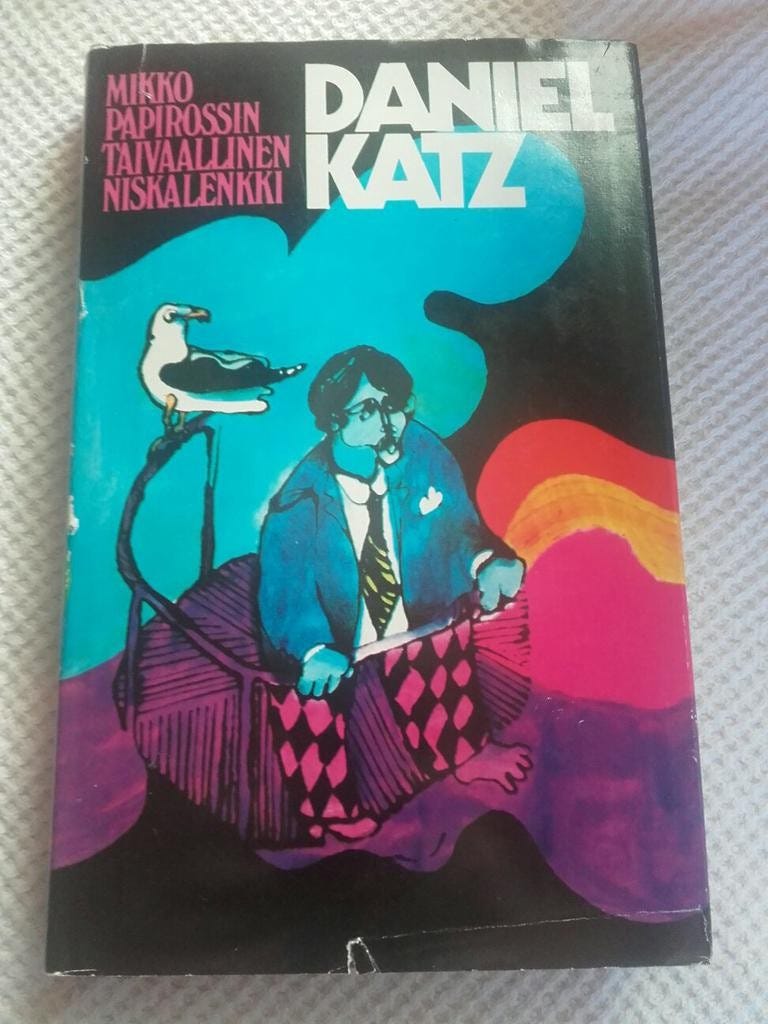 MIKKO
PAPIROSSIN
TAIVAALLINEN
NISKALENKKI
DANIEL
KATZ